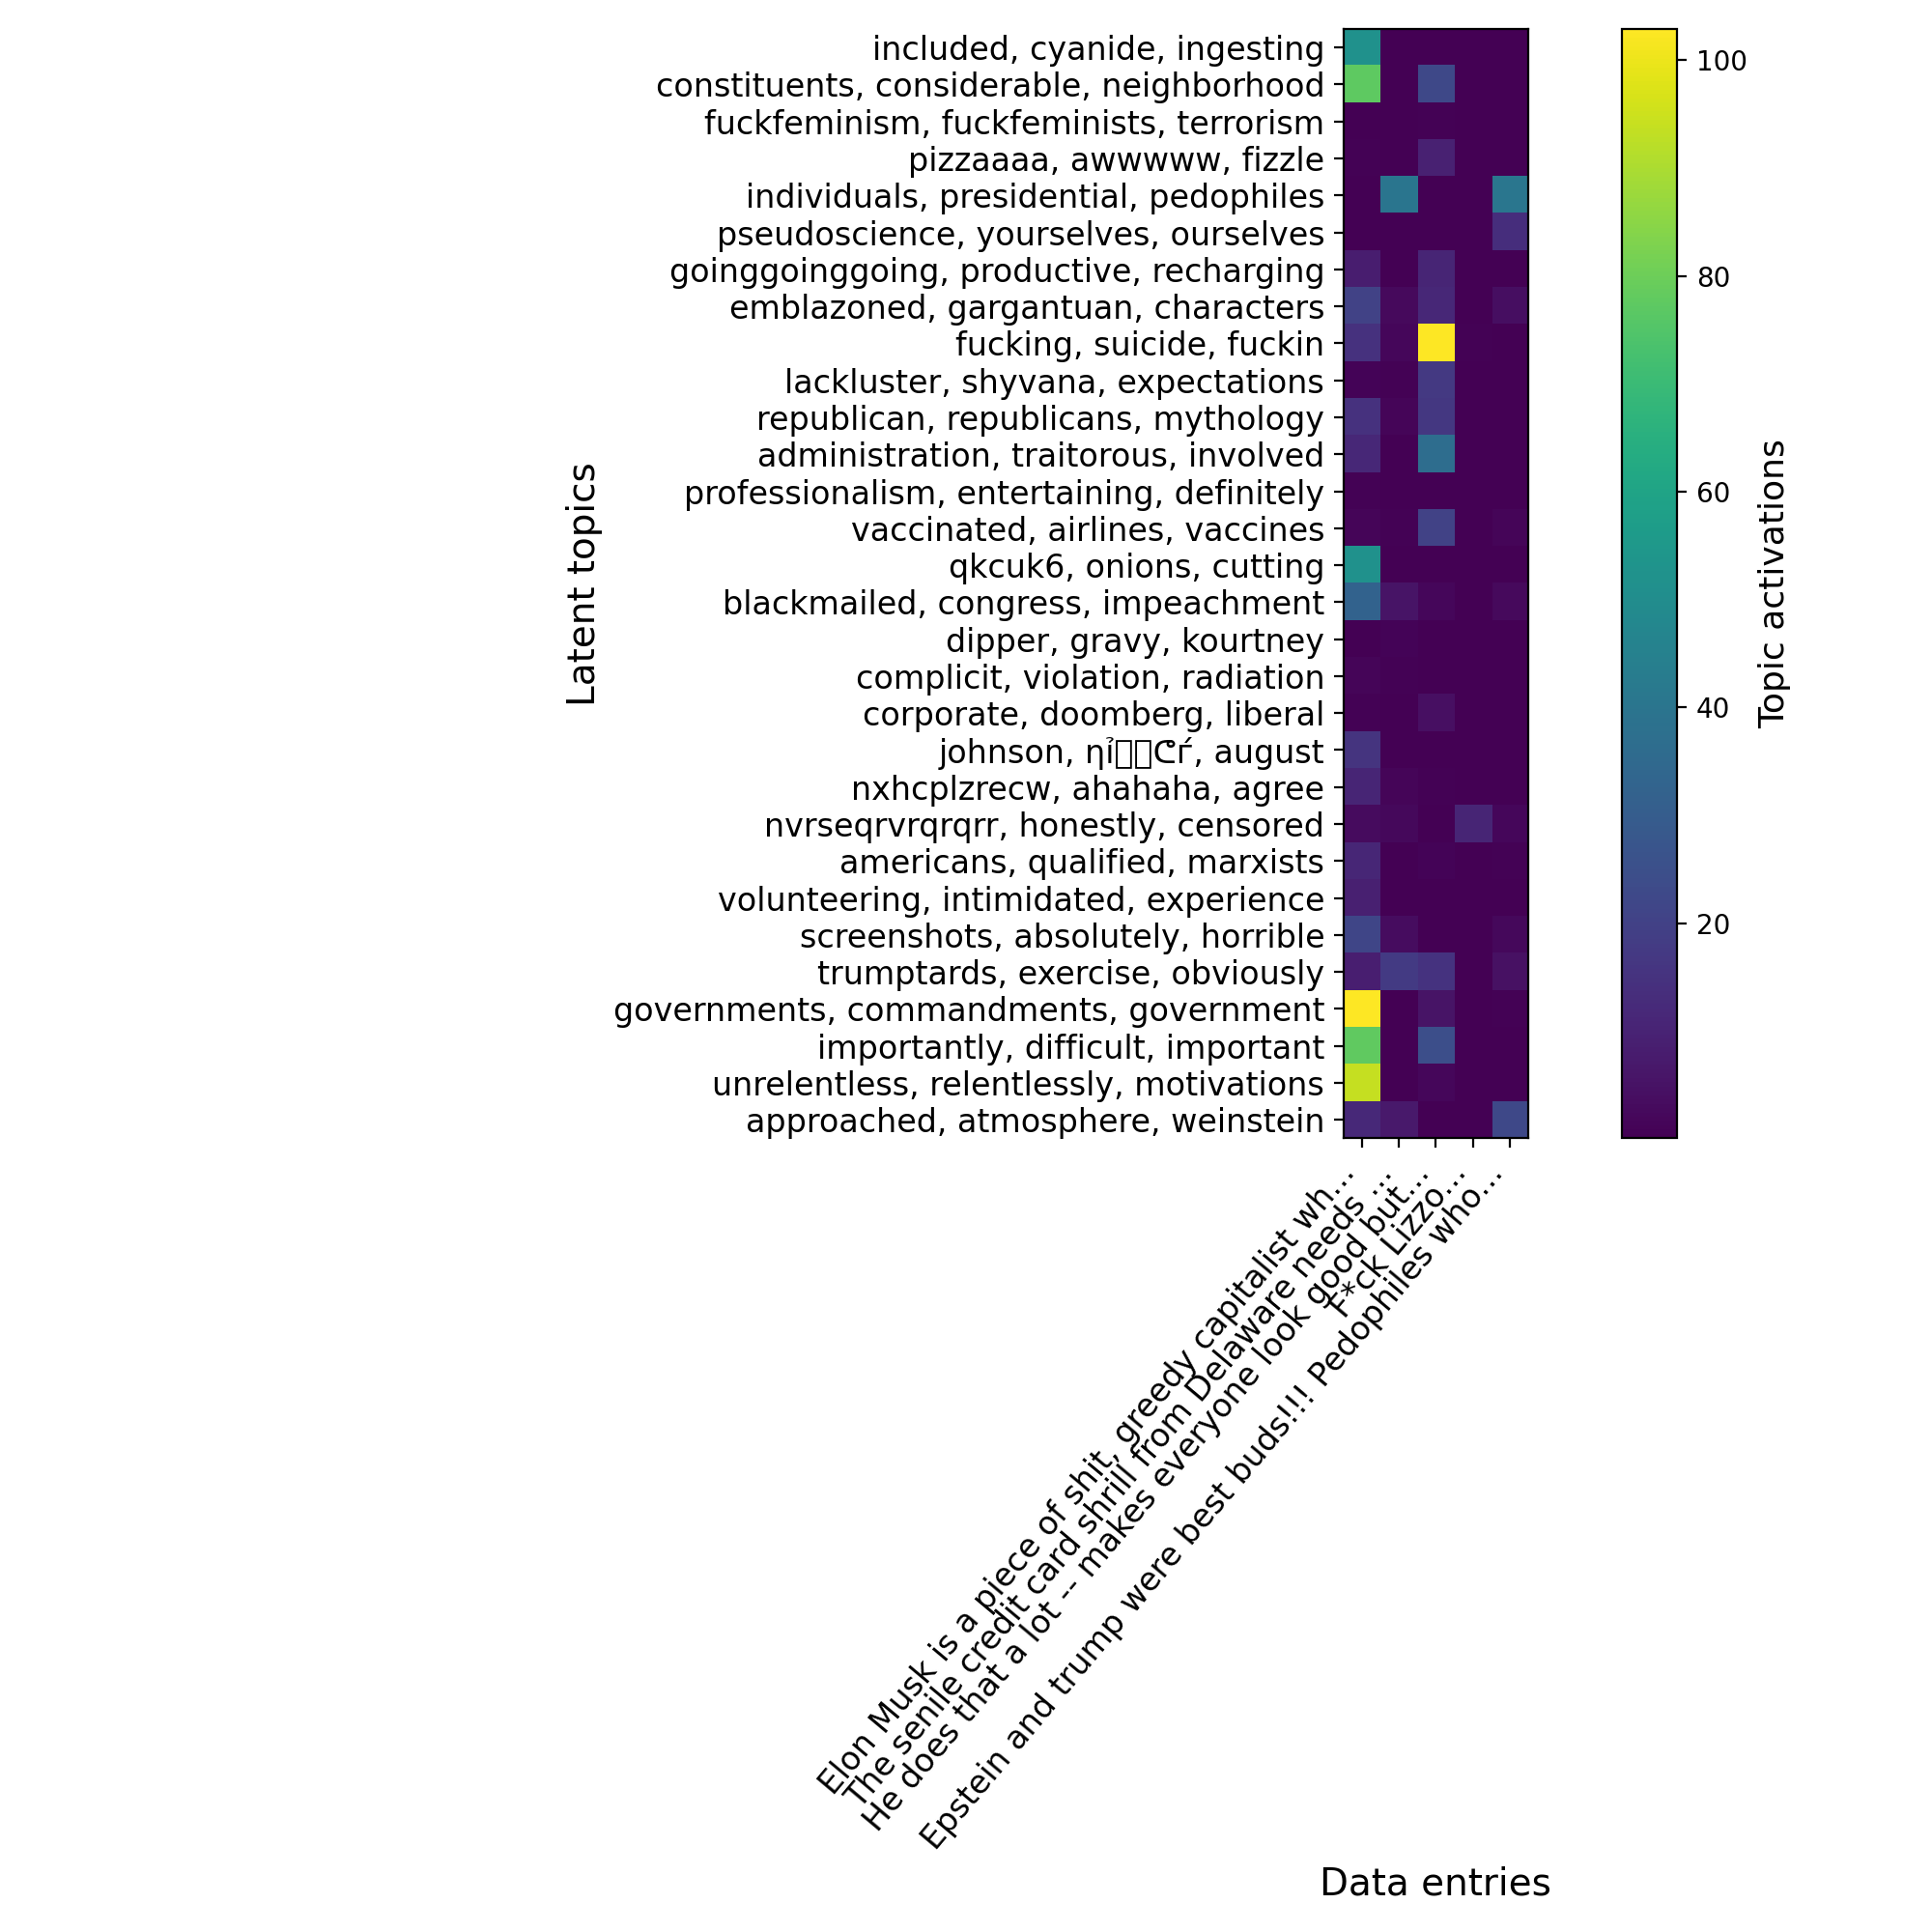 included, cyanide, ingesting
constituents, considerable, neighborhood
fuckfeminism, fuckfeminists, terrorism
pizzaaaa, awwwww, fizzle
individuals, presidential, pedophiles
pseudoscience, yourselves, ourselves
goinggoinggoing, productive, recharging
emblazoned, gargantuan, characters
fucking, suicide, fuckin
lackluster, shyvana, expectations
republican, republicans, mythology
administration, traitorous, involved
professionalism, entertaining, definitely
vaccinated, airlines, vaccines
qkcuk6, onions, cutting
blackmailed, congress, impeachment
dipper, gravy, kourtney
complicit, violation, radiation
corporate, doomberg, liberal
johnson, august
nxhcplzrecw, ahahaha, agree
nvrseqrvrqrqrr, honestly, censored
americans, qualified, marxists
volunteering, intimidated, experience
screenshots, absolutely, horrible
trumptards, exercise, obviously
governments, commandments, government
importantly, difficult, important
unrelentless, relentlessly, motivations
approached, atmosphere, weinstein
Latent topics
Elon Musk is a piece of shit, greedy capitalist wh...
The senile credit card shrill from Delaware needs ...
He does that a lot -- makes everyone look good but...
F*ck Lizzo...
Epstein and trump were best buds!!! Pedophiles who...
Data entries
100
80
60
40
20
Topic activations